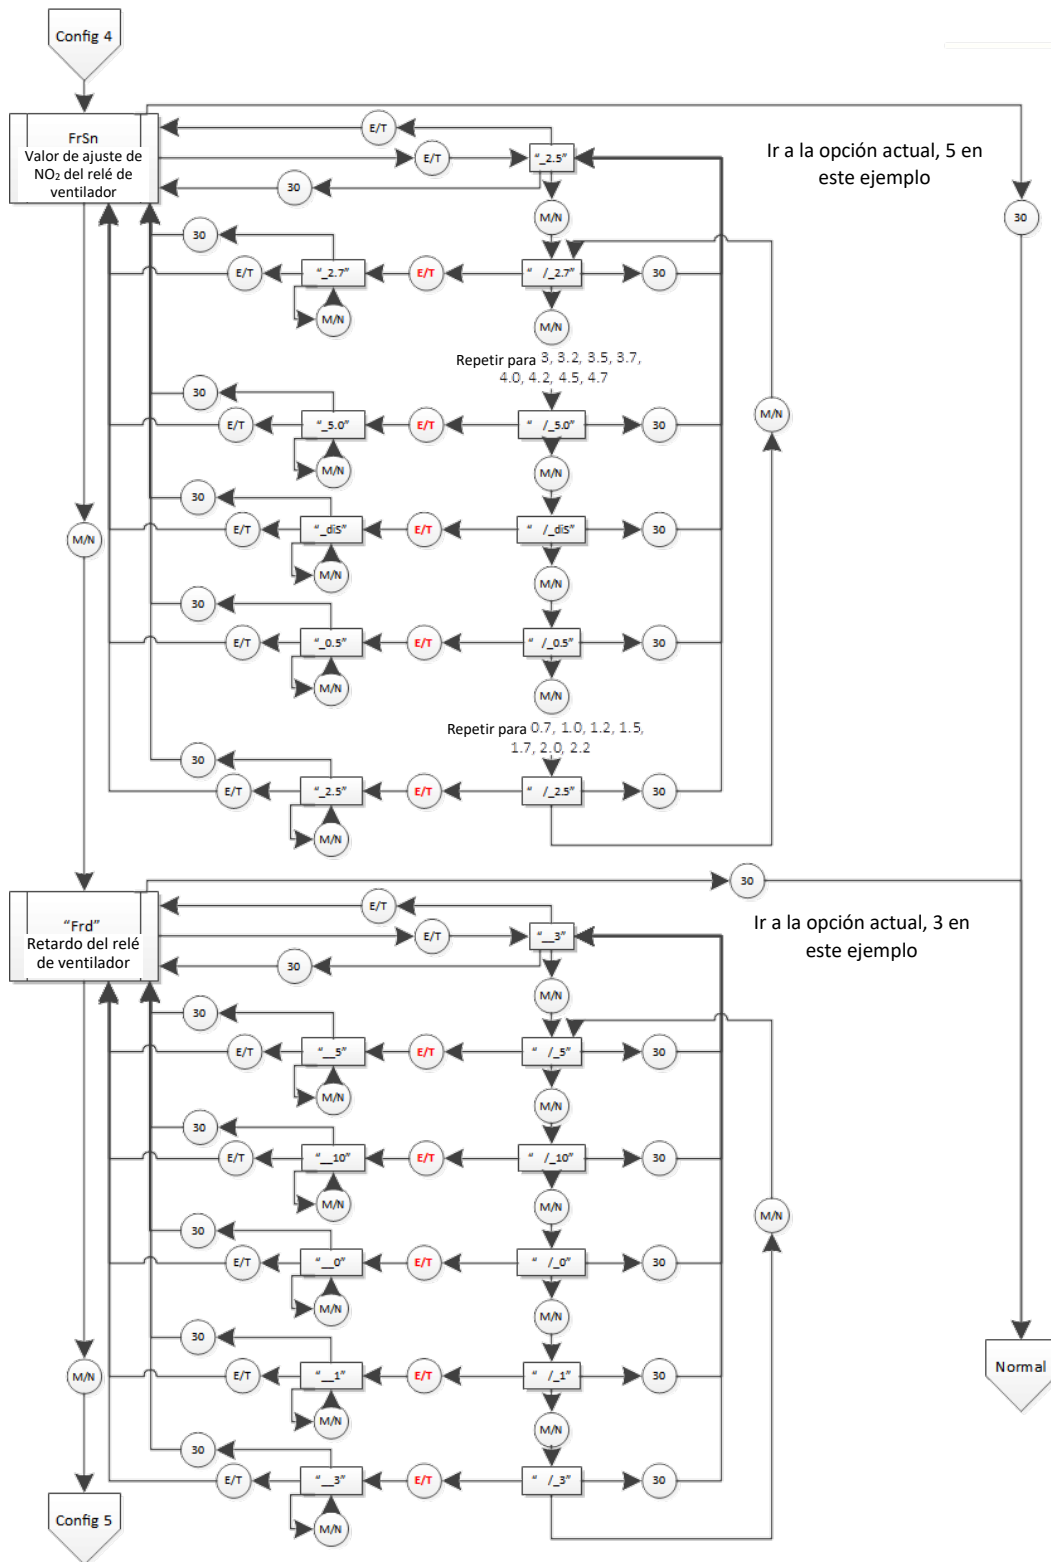 Config 4
E/T
FrSn
Valor de ajuste de
NO₂ del relé de
ventilador
E/T
"_2.5"
Ir a la opción actual, 5 en
este ejemplo
30
M/N
30
30
E/T
"_2.7"
E/T
" /_2.7"
30
M/N
M/N
Repetir para 3, 3.2, 3.5, 3.7,
4.0, 4.2, 4.5, 4.7
30
M/N
E/T
"_5.0"
E/T
" /_5.0"
30
M/N
M/N
30
E/T
"_diS"
E/T
" /_diS"
30
M/N
M/N
M/N
30
E/T
"_0.5"
E/T
" /_0.5"
30
M/N
M/N
Repetir para 0.7, 1.0, 1.2, 1.5,
1.7, 2.0, 2.2
30
E/T
"_2.5"
E/T
" /_2.5"
30
M/N
30
E/T
"Frd"
Retardo del relé
de ventilador
E/T
"__3"
Ir a la opción actual, 3 en
este ejemplo
30
M/N
30
E/T
"__5"
E/T
" /_5"
30
M/N
M/N
30
E/T
"__10"
E/T
" /_10"
30
M/N
M/N
M/N
30
E/T
"__0"
E/T
" /_0"
30
M/N
M/N
30
E/T
"__1"
E/T
" /_1"
30
Normal
M/N
M/N
M/N
30
E/T
"__3"
E/T
" /_3"
30
M/N
Config 5